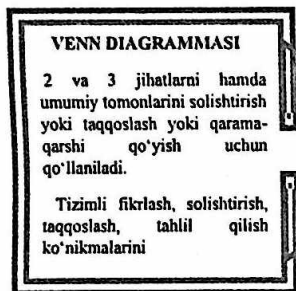 VENN DIAGRAMMASI
2 va 3 jihatlarni hamda
umumiy tomonlarini solishtirish
yoki taqqoslash yoki qarama-
qarshi qo‘yish uchun
qo‘llaniladi.
Tizimli fikrlash, solishtirish,
taqqoslash, tahlil qilish
ko‘nikmalarini